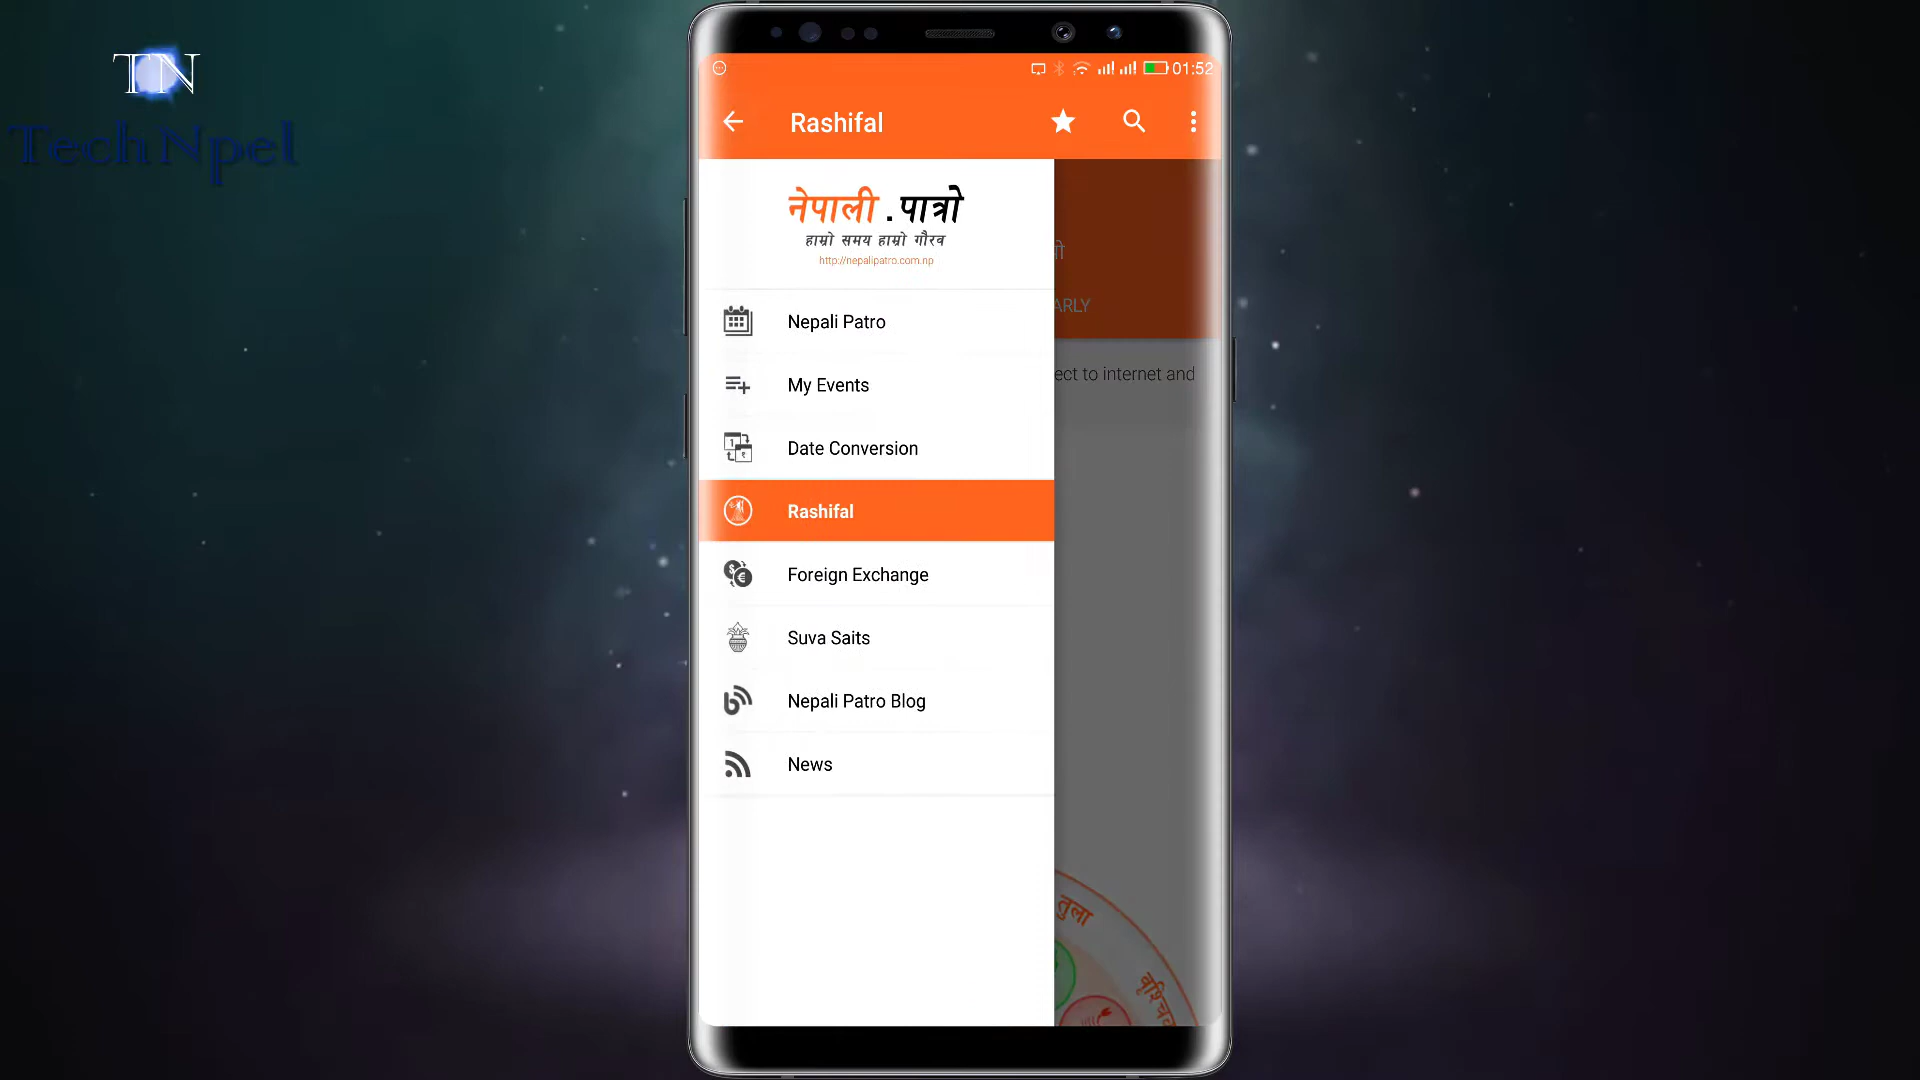 TN
Tech Npel
01:52
Rashifal
नेपाली .पात्रो
हाम्रो समय हाम्रो गौरव
http://nepalipatro.com.np
ARLY
Nepali Patro
ect to internet and
My Events
Date Conversion
Rashifal
Foreign Exchange
Suva Saits
Nepali Patro Blog
News
तुला